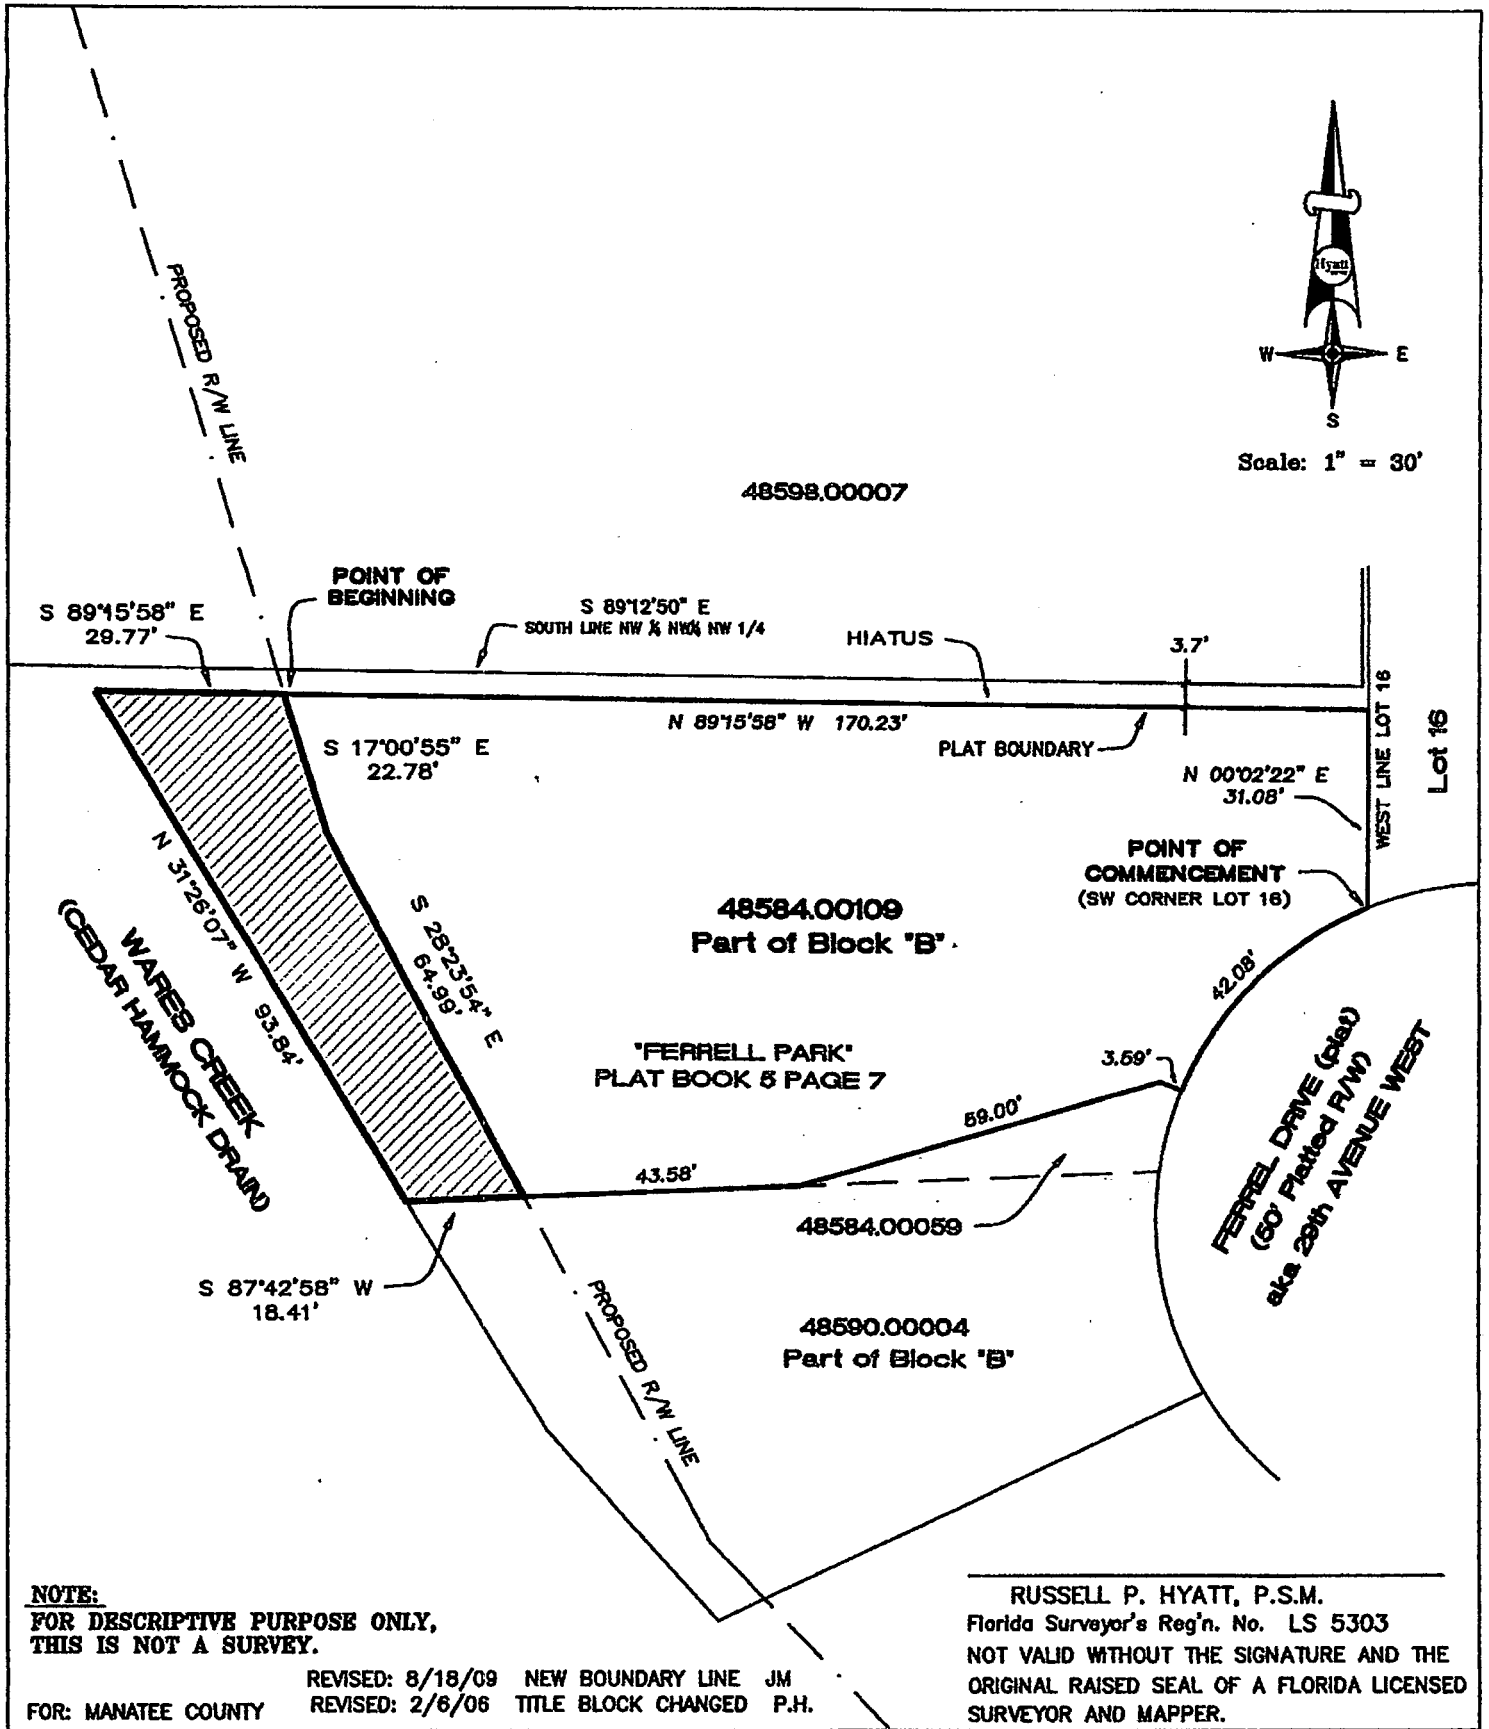 PROPOSED R/W LINE
Hyatt
W
E
S
Scale: 1" = 30'
48598.00007
POINT OF
BEGINNING
S 89°15'58" E
29.77'
S 89°12'50" E
SOUTH LINE NW ¼ NW¼ NW 1/4
HIATUS
3.7'
N 89°15'58" W 170.23'
PLAT BOUNDARY
WEST LINE LOT 16
Lot 16
S 17°00'55" E
22.78'
N 00°02'22" E
31.08'
POINT OF
COMMENCEMENT
(SW CORNER LOT 16)
N 31°26'07" W 93.84'
S 28°23'54" E
64.99'
48584.00109
Part of Block "B"
WARES CREEK
(CEDAR HAMMOCK DRAIN)
42.08'
"FERRELL PARK"
PLAT BOOK 5 PAGE 7
3.59'
59.00'
FERREL DRIVE (plat)
(50' Platted R/W)
aka 29th AVENUE WEST
43.58'
48584.00059
S 87°42'58" W
18.41'
PROPOSED R/W LINE
48590.00004
Part of Block "B"
NOTE:
FOR DESCRIPTIVE PURPOSE ONLY,
THIS IS NOT A SURVEY.
REVISED: 8/18/09 NEW BOUNDARY LINE JM
FOR: MANATEE COUNTY REVISED: 2/6/06 TITLE BLOCK CHANGED P.H.
RUSSELL P. HYATT, P.S.M.
Florida Surveyor's Reg'n. No. LS 5303
NOT VALID WITHOUT THE SIGNATURE AND THE
ORIGINAL RAISED SEAL OF A FLORIDA LICENSED
SURVEYOR AND MAPPER.